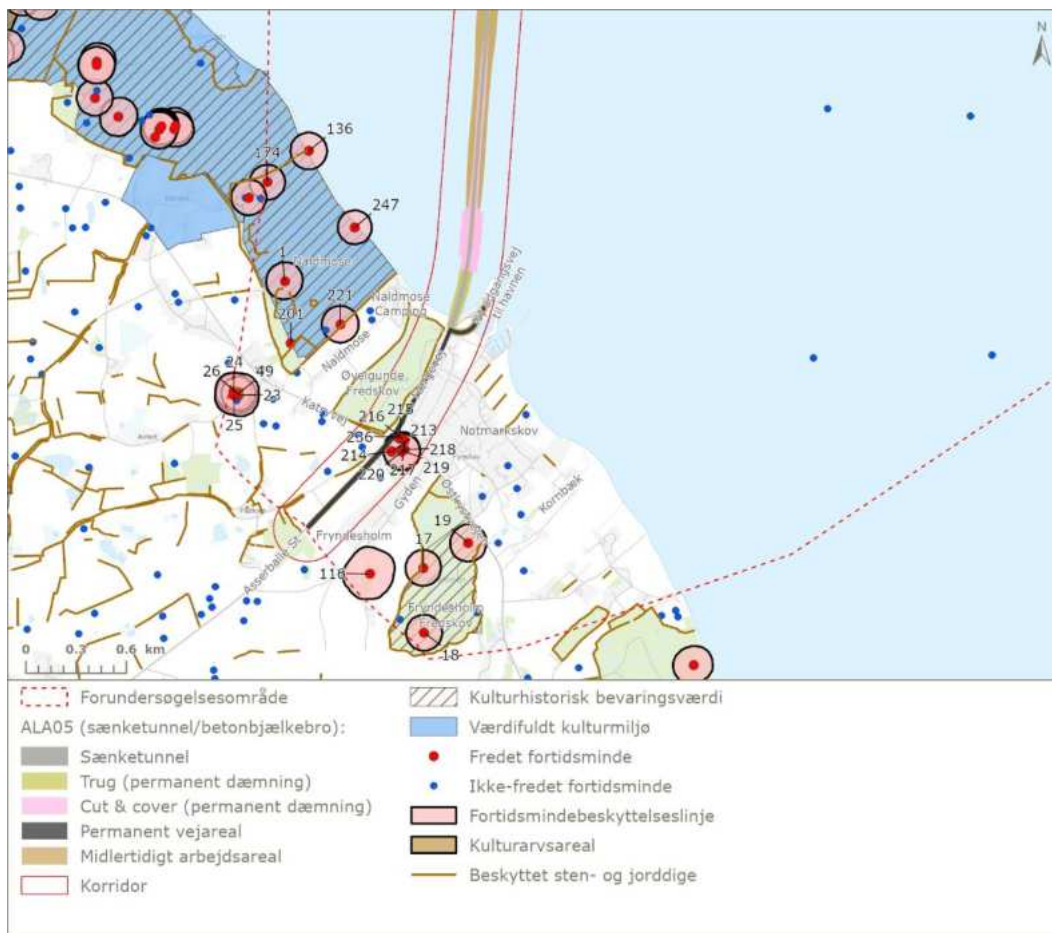 N
136
174
247
1
Naldmose
221
201
Naldmose
Camping
til havnen
Naldmose
Øvelgunde
Fredskov
24
26
49
23
25
Katevej
215
216
213
236
Notmarkskov
214
218
220
217
219
Gyden
Kornbæk
19
17
Fryndesholm
Asserballe St.
116
Fryndesholm
Fredskov
18
0 0.3 0.6 km
Forundersøgelsesområde
ALA05 (sænketunnel/betonbjælkebro):
Sænketunnel
Trug (permanent dæmning)
Cut & cover (permanent dæmning)
Permanent vejareal
Midlertidigt arbejdsareal
Korridor
Kulturhistorisk bevaringsværdi
Værdifuldt kulturmiljø
Fredet fortidsminde
Ikke-fredet fortidsminde
Fortidsmindebeskyttelseslinje
Kulturarvsareal
Beskyttet sten- og jorddige